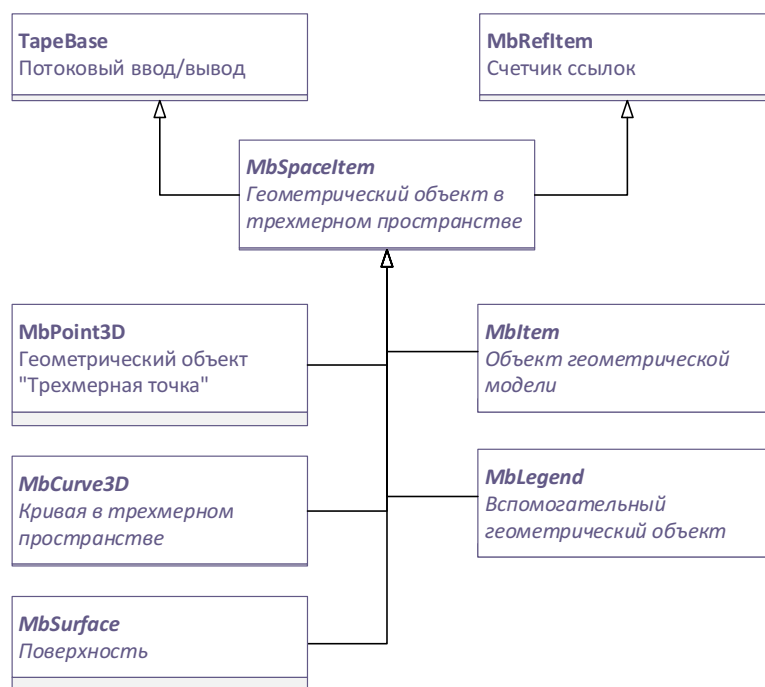 TapeBase
Потоковый ввод/вывод
MbRefItem
Счетчик ссылок
MbSpaceItem
Геометрический объект в
трехмерном пространстве
MbPoint3D
Геометрический объект
"Трехмерная точка"
MbItem
Объект геометрической
модели
MbCurve3D
Кривая в трехмерном
пространстве
MbLegend
Вспомогательный
геометрический объект
MbSurface
Поверхность